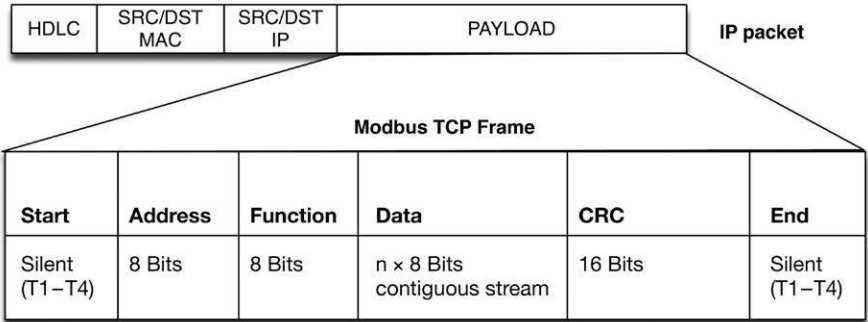 HDLC
SRC/DST
MAC
SRC/DST
IP
PAYLOAD
IP packet
Modbus TCP Frame
Start
Address
Function
Data
CRC
End
Silent
(T1–T4)
8 Bits
8 Bits
n × 8 Bits
contiguous stream
16 Bits
Silent
(T1–T4)